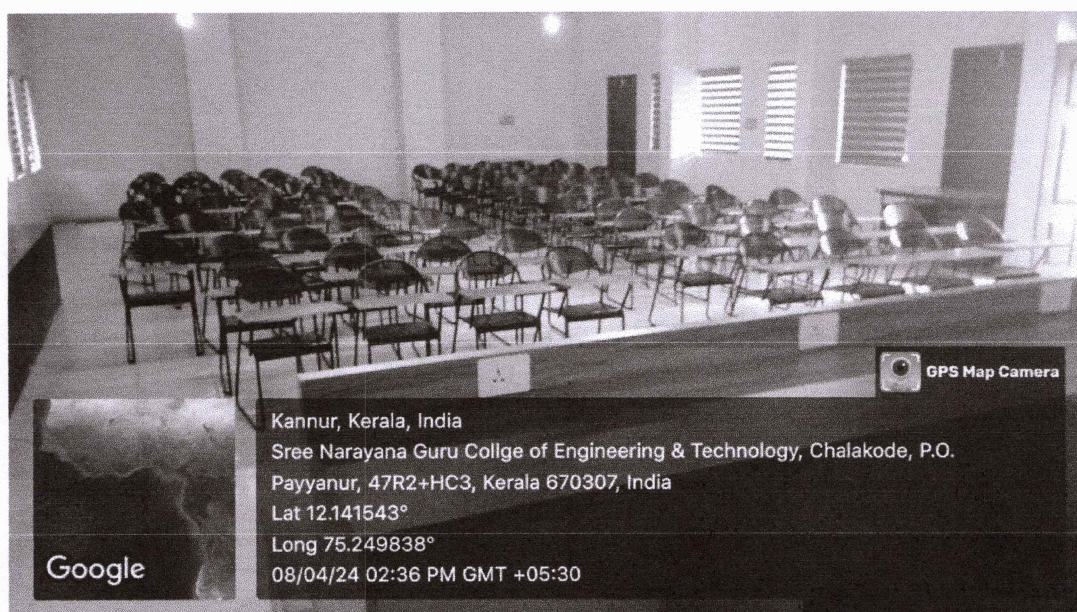 GPS Map Camera
Kannur, Kerala, India
Sree Narayana Guru Collge of Engineering & Technology, Chalakode, P.O.
Payyanur, 47R2+HC3, Kerala 670307, India
Lat 12.141543°
Long 75.249838°
08/04/24 02:36 PM GMT +05:30
Google